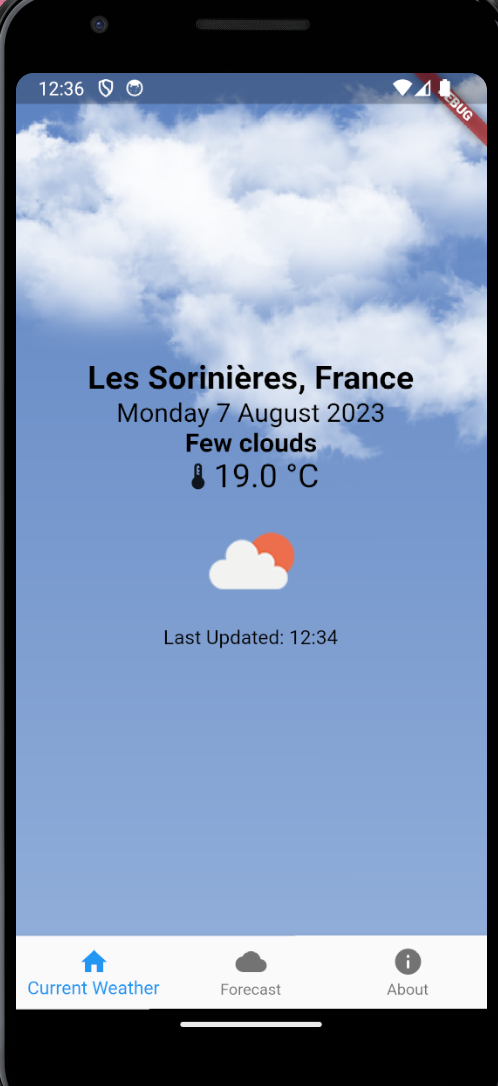 12:36
Les Sorinières, France
Monday 7 August 2023
Few clouds
19.0 °C
Last Updated: 12:34
Current Weather
Forecast
About